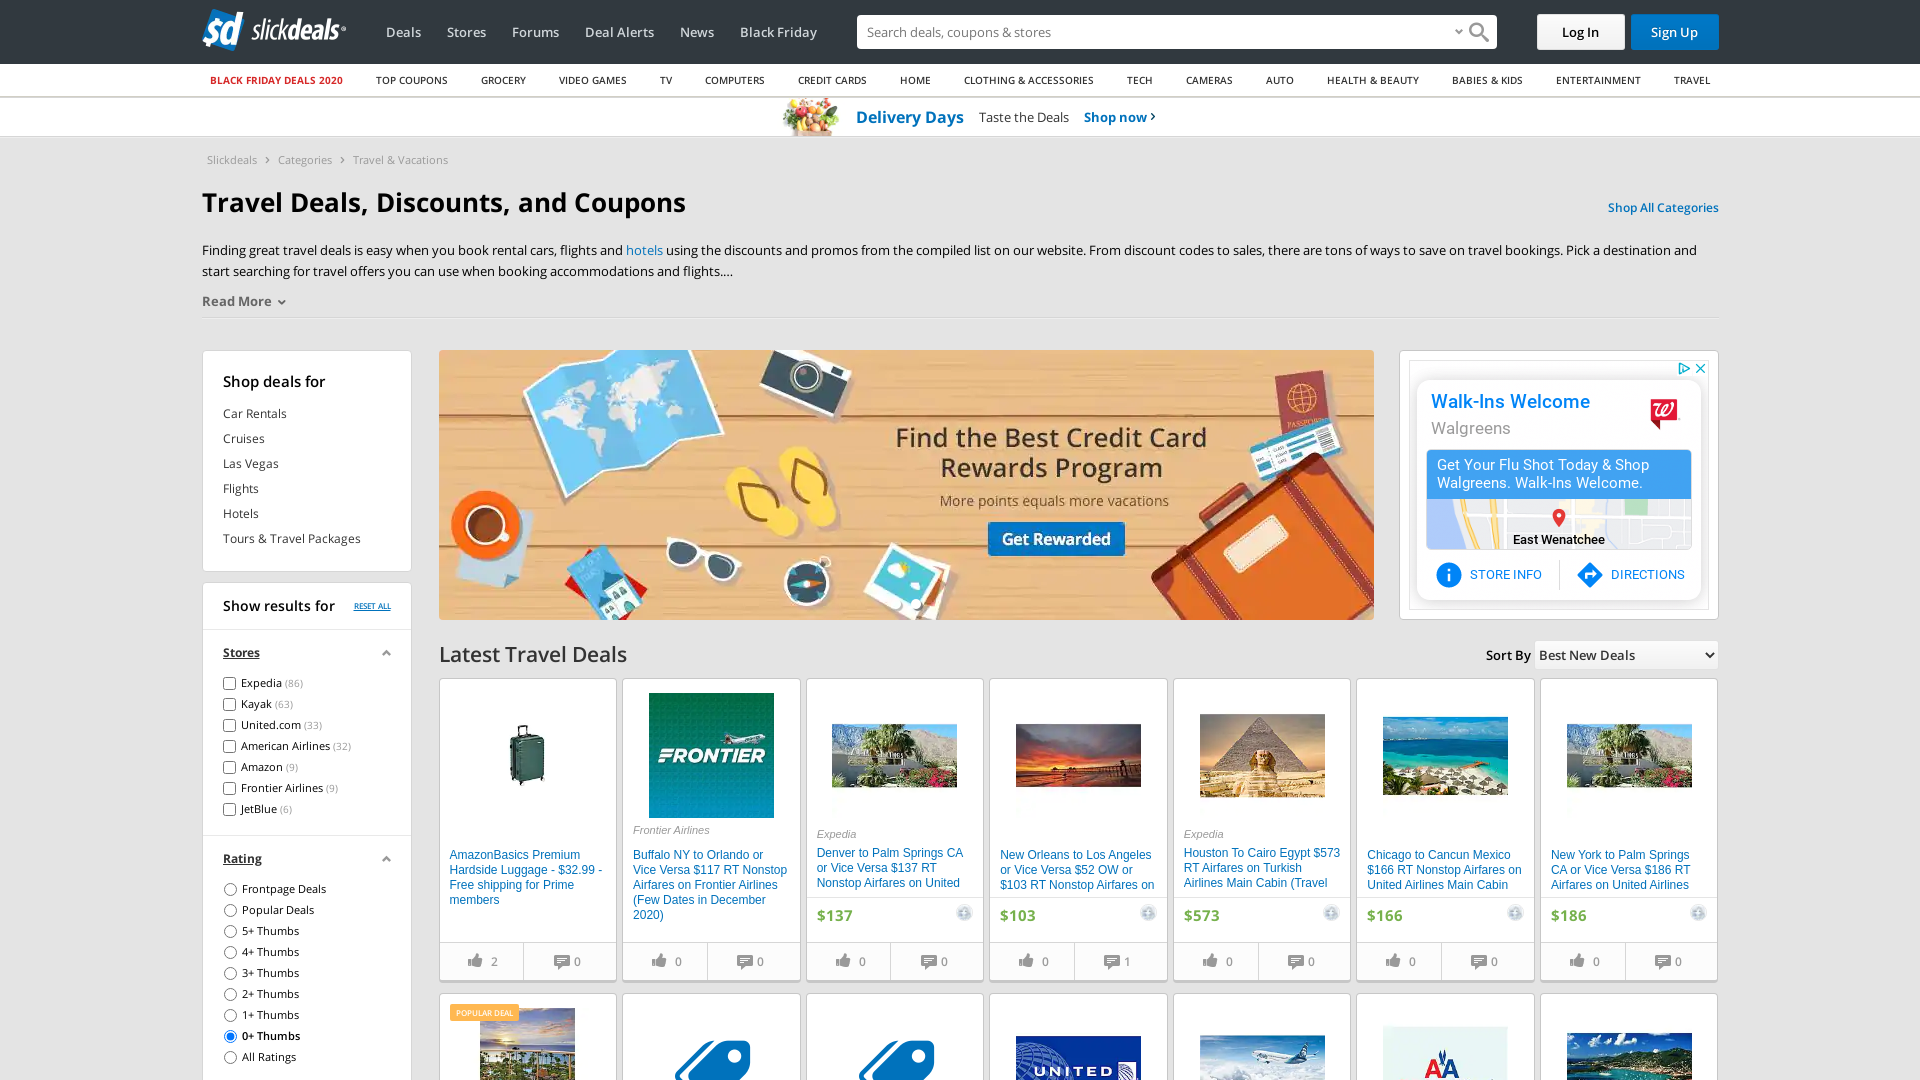 slickdeals
Deals
Stores
Forums
Deal Alerts
News
Black Friday
Search deals, coupons & stores
Log In
Sign Up
BLACK FRIDAY DEALS 2020
TOP COUPONS
GROCERY
VIDEO GAMES
TV
COMPUTERS
CREDIT CARDS
HOME
CLOTHING & ACCESSORIES
TECH
CAMERAS
AUTO
HEALTH & BEAUTY
BABIES & KIDS
ENTERTAINMENT
TRAVEL
Delivery Days Taste the Deals Shop now
Slickdeals > Categories > Travel & Vacations
Travel Deals, Discounts, and Coupons
Shop All Categories
Finding great travel deals is easy when you book rental cars, flights and hotels using the discounts and promos from the compiled list on our website. From discount codes to sales, there are tons of ways to save on travel bookings. Pick a destination and
start searching for travel offers you can use when booking accommodations and flights....
Read More
Shop deals for
Car Rentals
Cruises
Las Vegas
Flights
Hotels
Tours & Travel Packages
Show results for
RESET ALL
Stores
Expedia (86)
Kayak (63)
United.com (33)
American Airlines (32)
Amazon (9)
Frontier Airlines (9)
JetBlue (6)
Rating
Frontpage Deals
Popular Deals
5+ Thumbs
4+ Thumbs
3+ Thumbs
2+ Thumbs
1+ Thumbs
0+ Thumbs
All Ratings
PASSPORT
Find the Best Credit Card
Rewards Program
More points equals more vacations
Get Rewarded
Walk-Ins Welcome
Walgreens
Get Your Flu Shot Today & Shop
Walgreens. Walk-Ins Welcome.
East Wenatchee
STORE INFO
DIRECTIONS
Latest Travel Deals
Sort By Best New Deals
AmazonBasics Premium
Hardside Luggage - $32.99 -
Free shipping for Prime
members
2
0
FRONTIER
Frontier Airlines
Buffalo NY to Orlando or
Vice Versa $117 RT Nonstop
Airfares on Frontier Airlines
(Few Dates in December
2020)
0
0
Expedia
Denver to Palm Springs CA
or Vice Versa $137 RT
Nonstop Airfares on United
$137
0
0
New Orleans to Los Angeles
or Vice Versa $52 OW or
$103 RT Nonstop Airfares on
$103
0
1
Expedia
Houston To Cairo Egypt $573
RT Airfares on Turkish
Airlines Main Cabin (Travel
$573
0
0
Chicago to Cancun Mexico
$166 RT Nonstop Airfares on
United Airlines Main Cabin
$166
0
0
New York to Palm Springs
CA or Vice Versa $186 RT
Airfares on United Airlines
$186
0
0
POPULAR DEAL
UNITED
AA